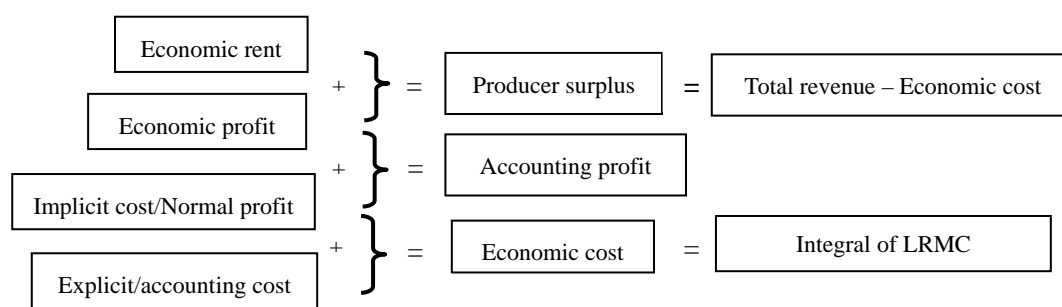 Economic rent
+ = Producer surplus = Total revenue – Economic cost
Economic profit
+ = Accounting profit
Implicit cost/Normal profit
+ = Economic cost = Integral of LRMC
Explicit/accounting cost